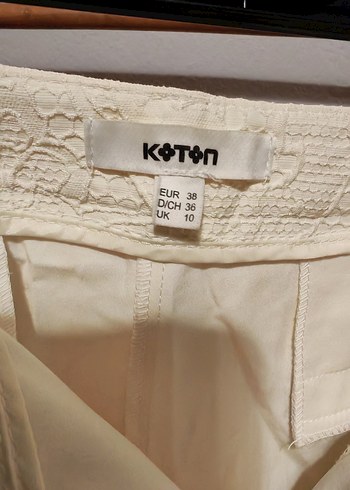 KOTON
EUR 38
D/CH 36
UK 10